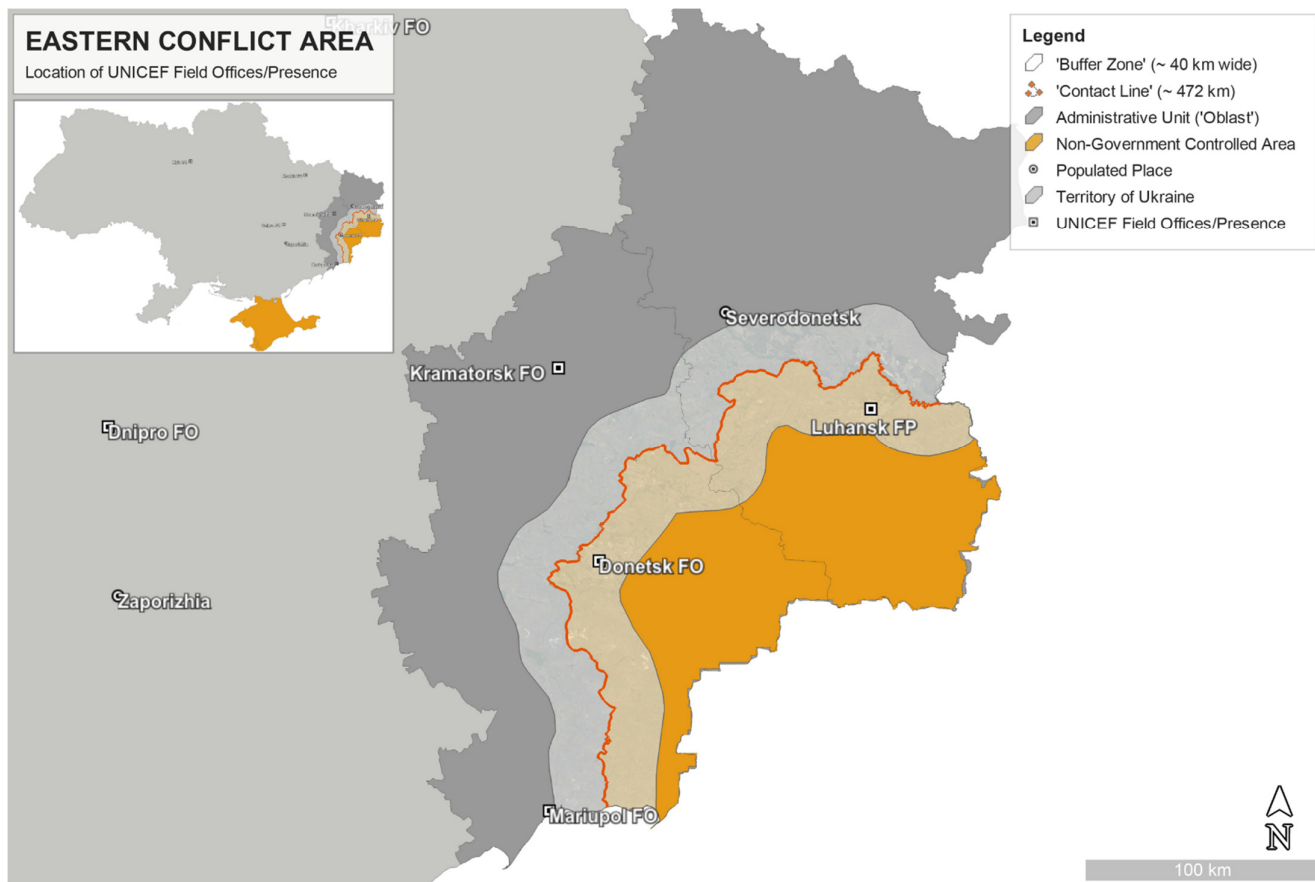 Kharkiv FO
EASTERN CONFLICT AREA
Location of UNICEF Field Offices/Presence
Legend
'Buffer Zone' (~ 40 km wide)
'Contact Line' (~ 472 km)
Administrative Unit ('Oblast')
Non-Government Controlled Area
Populated Place
Territory of Ukraine
UNICEF Field Offices/Presence
Severodonetsk
Kramatorsk FO
Luhansk FP
Dnipro FO
Donetsk FO
Zaporizhia
Mariupol FO
N
100 km